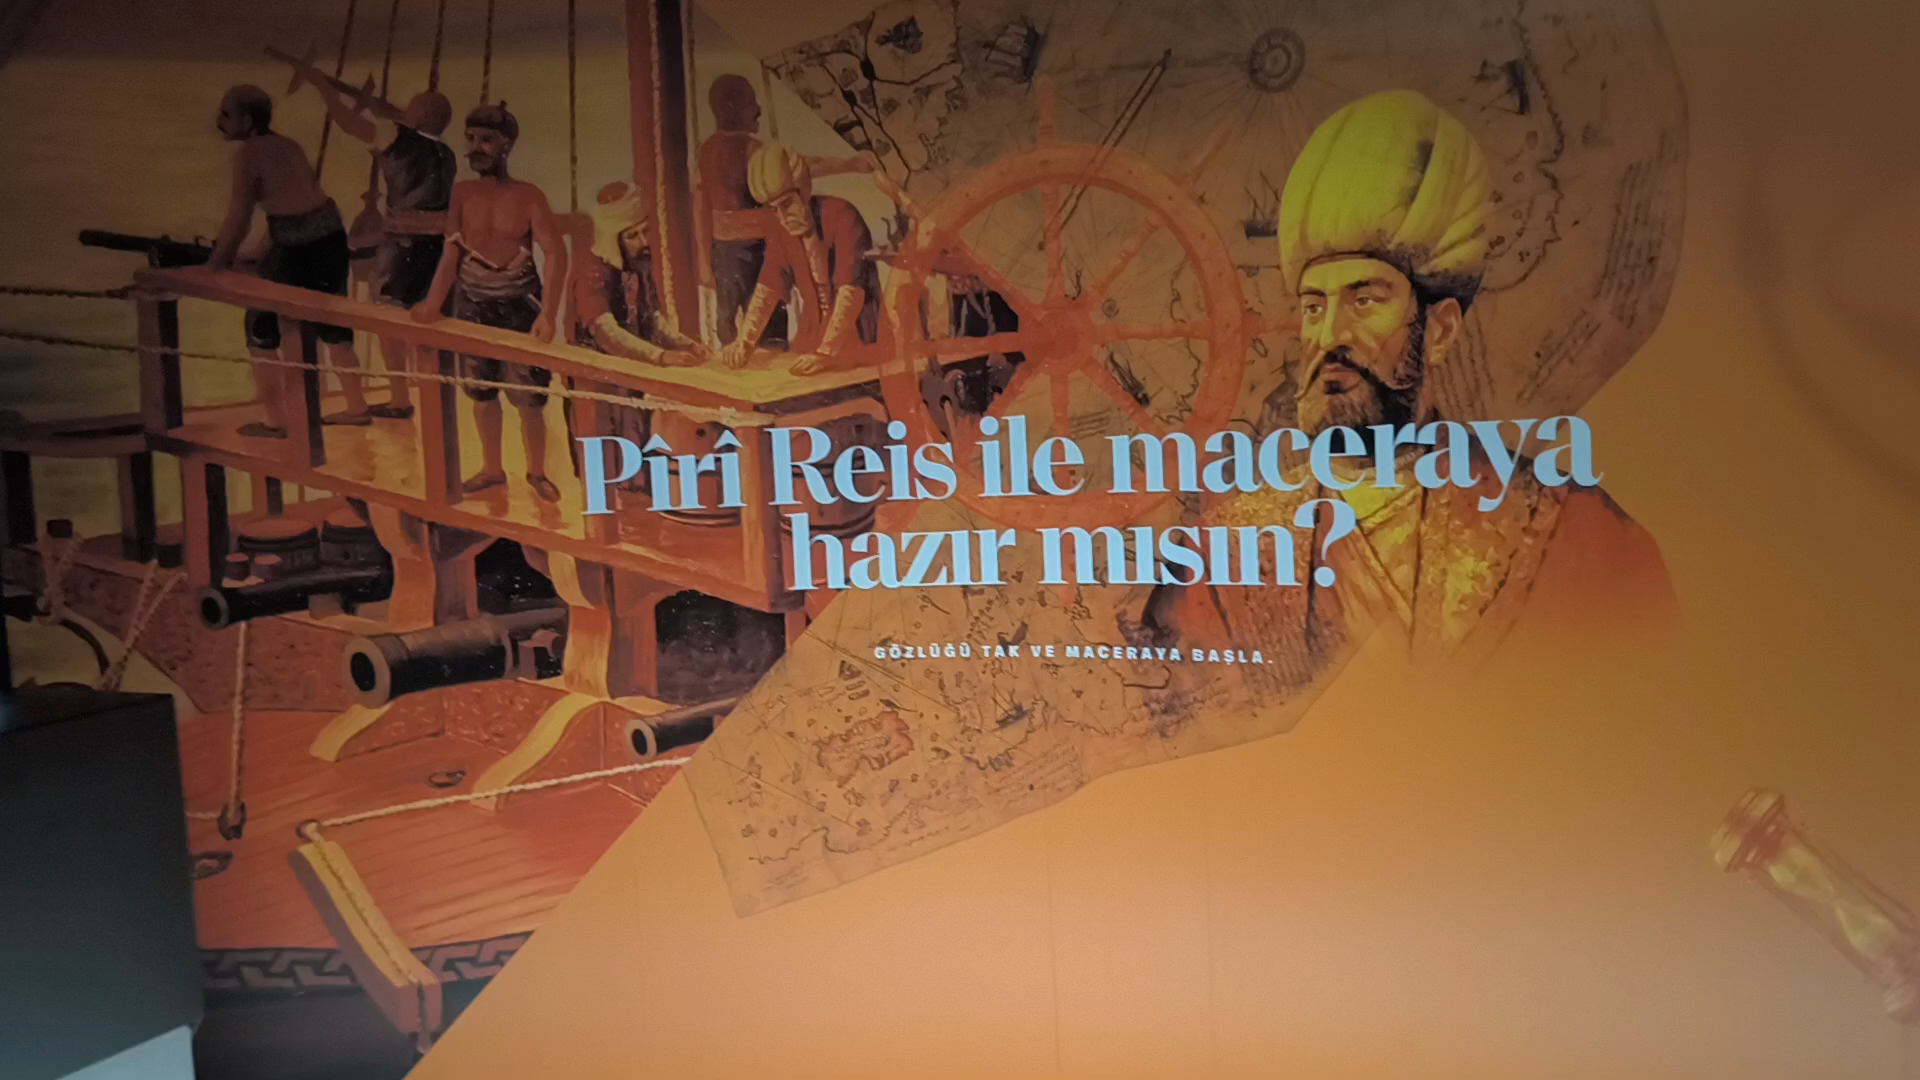 Pîrî Reis ile maceraya
hazır mısın?
GÖZLÜĞÜ TAK VE MACERAYA BAŞLA.